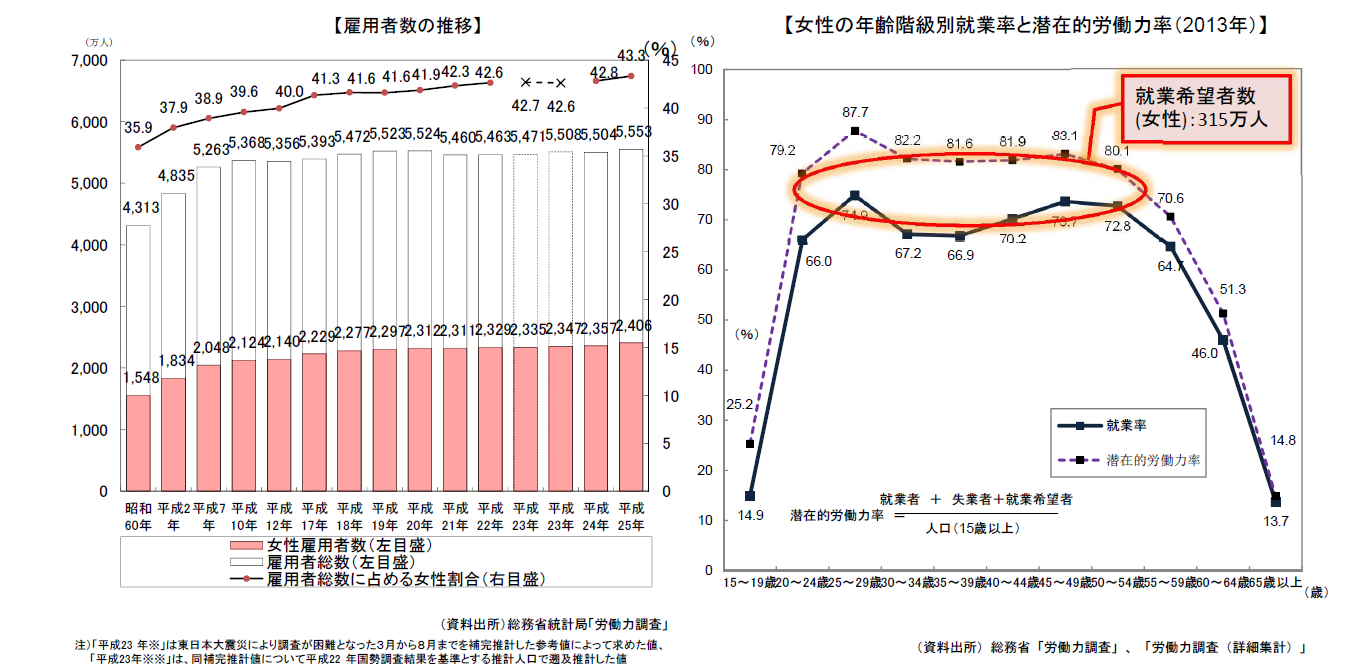 【雇用者数の推移】
（万人）
(％)
7,000
6,000
5,000
4,000
3,000
2,000
1,000
0
45
40
35
30
25
20
15
10
5
0
35.9 37.9 38.9 39.6 40.0 41.3 41.6 41.6 41.9 42.3 42.6 42.7 42.6 42.8 43.3
4,313 4,835 5,263 5,368 5,356 5,393 5,472 5,523 5,524 5,460 5,463 5,471 5,508 5,504 5,553
1,548 1,834 2,048 2,124 2,140 2,229 2,277 2,297 2,312 2,311 2,329 2,335 2,347 2,357 2,406
昭和 平成2 平成7 平成 平成 平成 平成 平成 平成 平成 平成 平成 平成 平成 平成
60年 年 年 10年 12年 17年 18年 19年 20年 21年 22年 23年 23年 24年 25年
女性雇用者数（左目盛）
雇用者総数（左目盛）
雇用者総数に占める女性割合（右目盛）
（資料出所）総務省統計局「労働力調査」
注）「平成23 年※」は東日本大震災により調査が困難となった３月から８月までを補完推計した参考値によって求めた値、
「平成23年※※」は、同補完推計値について平成22 年国勢調査結果を基準とする推計人口で遡及推計した値
【女性の年齢階級別就業率と潜在的労働力率（2013年）】
（％）
100
90
80
70
60
50
40
30
20
10
0
（％）
就業希望者数
(女性)：315万人
25.2 79.2 87.7 82.2 81.6 81.9 83.1 80.1 70.6 51.3 14.8
14.9 66.0 74.9 67.2 66.9 70.2 73.7 72.8 64.7 46.0 13.7
就業率
潜在的労働力率
就業者 ＋ 失業者＋就業希望者
潜在的労働力率 ＝
人口（15歳以上）
15～19歳 20～24歳 25～29歳 30～34歳 35～39歳 40～44歳 45～49歳 50～54歳 55～59歳 60～64歳 65歳以上
（歳）
（資料出所） 総務省「労働力調査」、「労働力調査（詳細集計）」